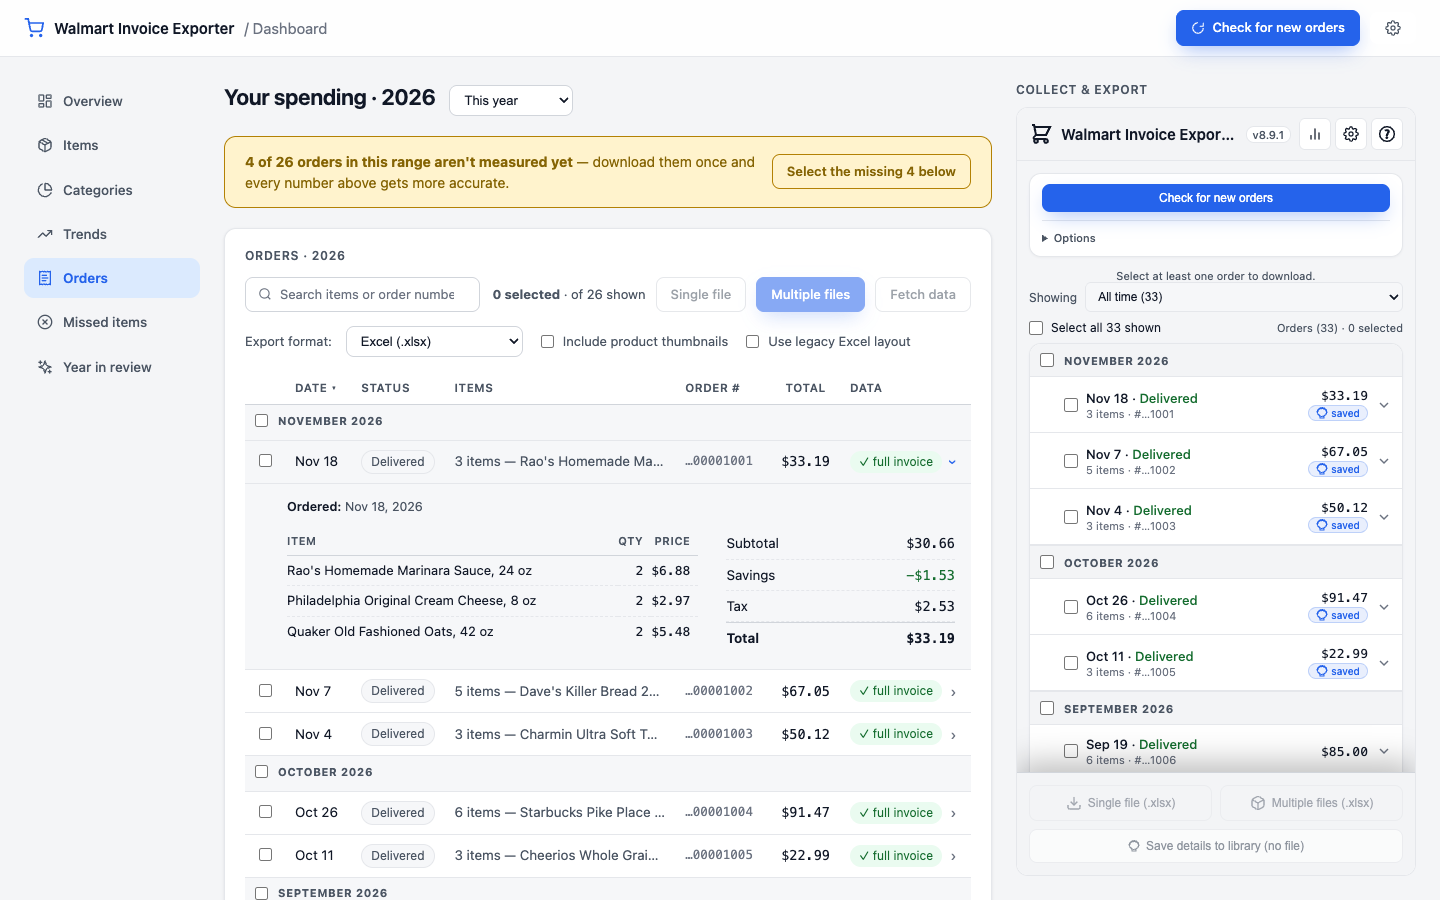 Walmart Invoice Exporter / Dashboard
Check for new orders
Overview
Items
Categories
Trends
Orders
Missed items
Year in review
Your spending · 2026
This year
4 of 26 orders in this range aren't measured yet — download them once and
every number above gets more accurate.
Select the missing 4 below
ORDERS · 2026
Search items or order numbe
0 selected · of 26 shown
Single file
Multiple files
Fetch data
Export format:
Excel (.xlsx)
Include product thumbnails
Use legacy Excel layout
DATE STATUS ITEMS ORDER # TOTAL DATA
NOVEMBER 2026
Nov 18 Delivered 3 items — Rao's Homemade Ma... …00001001 $33.19 ✓ full invoice
Ordered: Nov 18, 2026
ITEM QTY PRICE
Rao's Homemade Marinara Sauce, 24 oz 2 $6.88
Philadelphia Original Cream Cheese, 8 oz 2 $2.97
Quaker Old Fashioned Oats, 42 oz 2 $5.48
Subtotal $30.66
Savings −$1.53
Tax $2.53
Total $33.19
Nov 7 Delivered 5 items — Dave's Killer Bread 2... …00001002 $67.05 ✓ full invoice ›
Nov 4 Delivered 3 items — Charmin Ultra Soft T... …00001003 $50.12 ✓ full invoice ›
OCTOBER 2026
Oct 26 Delivered 6 items — Starbucks Pike Place ... …00001004 $91.47 ✓ full invoice ›
Oct 11 Delivered 3 items — Cheerios Whole Grai... …00001005 $22.99 ✓ full invoice ›
SEPTEMBER 2026
COLLECT & EXPORT
Walmart Invoice Expor... v8.9.1
Check for new orders
Options
Select at least one order to download.
Showing All time (33)
Select all 33 shown Orders (33) · 0 selected
NOVEMBER 2026
Nov 18 · Delivered $33.19
3 items · #...1001 saved
Nov 7 · Delivered $67.05
5 items · #...1002 saved
Nov 4 · Delivered $50.12
3 items · #...1003 saved
OCTOBER 2026
Oct 26 · Delivered $91.47
6 items · #...1004 saved
Oct 11 · Delivered $22.99
3 items · #...1005 saved
SEPTEMBER 2026
Sep 19 · Delivered $85.00
6 items · #...1006
Single file (.xlsx)
Multiple files (.xlsx)
Save details to library (no file)